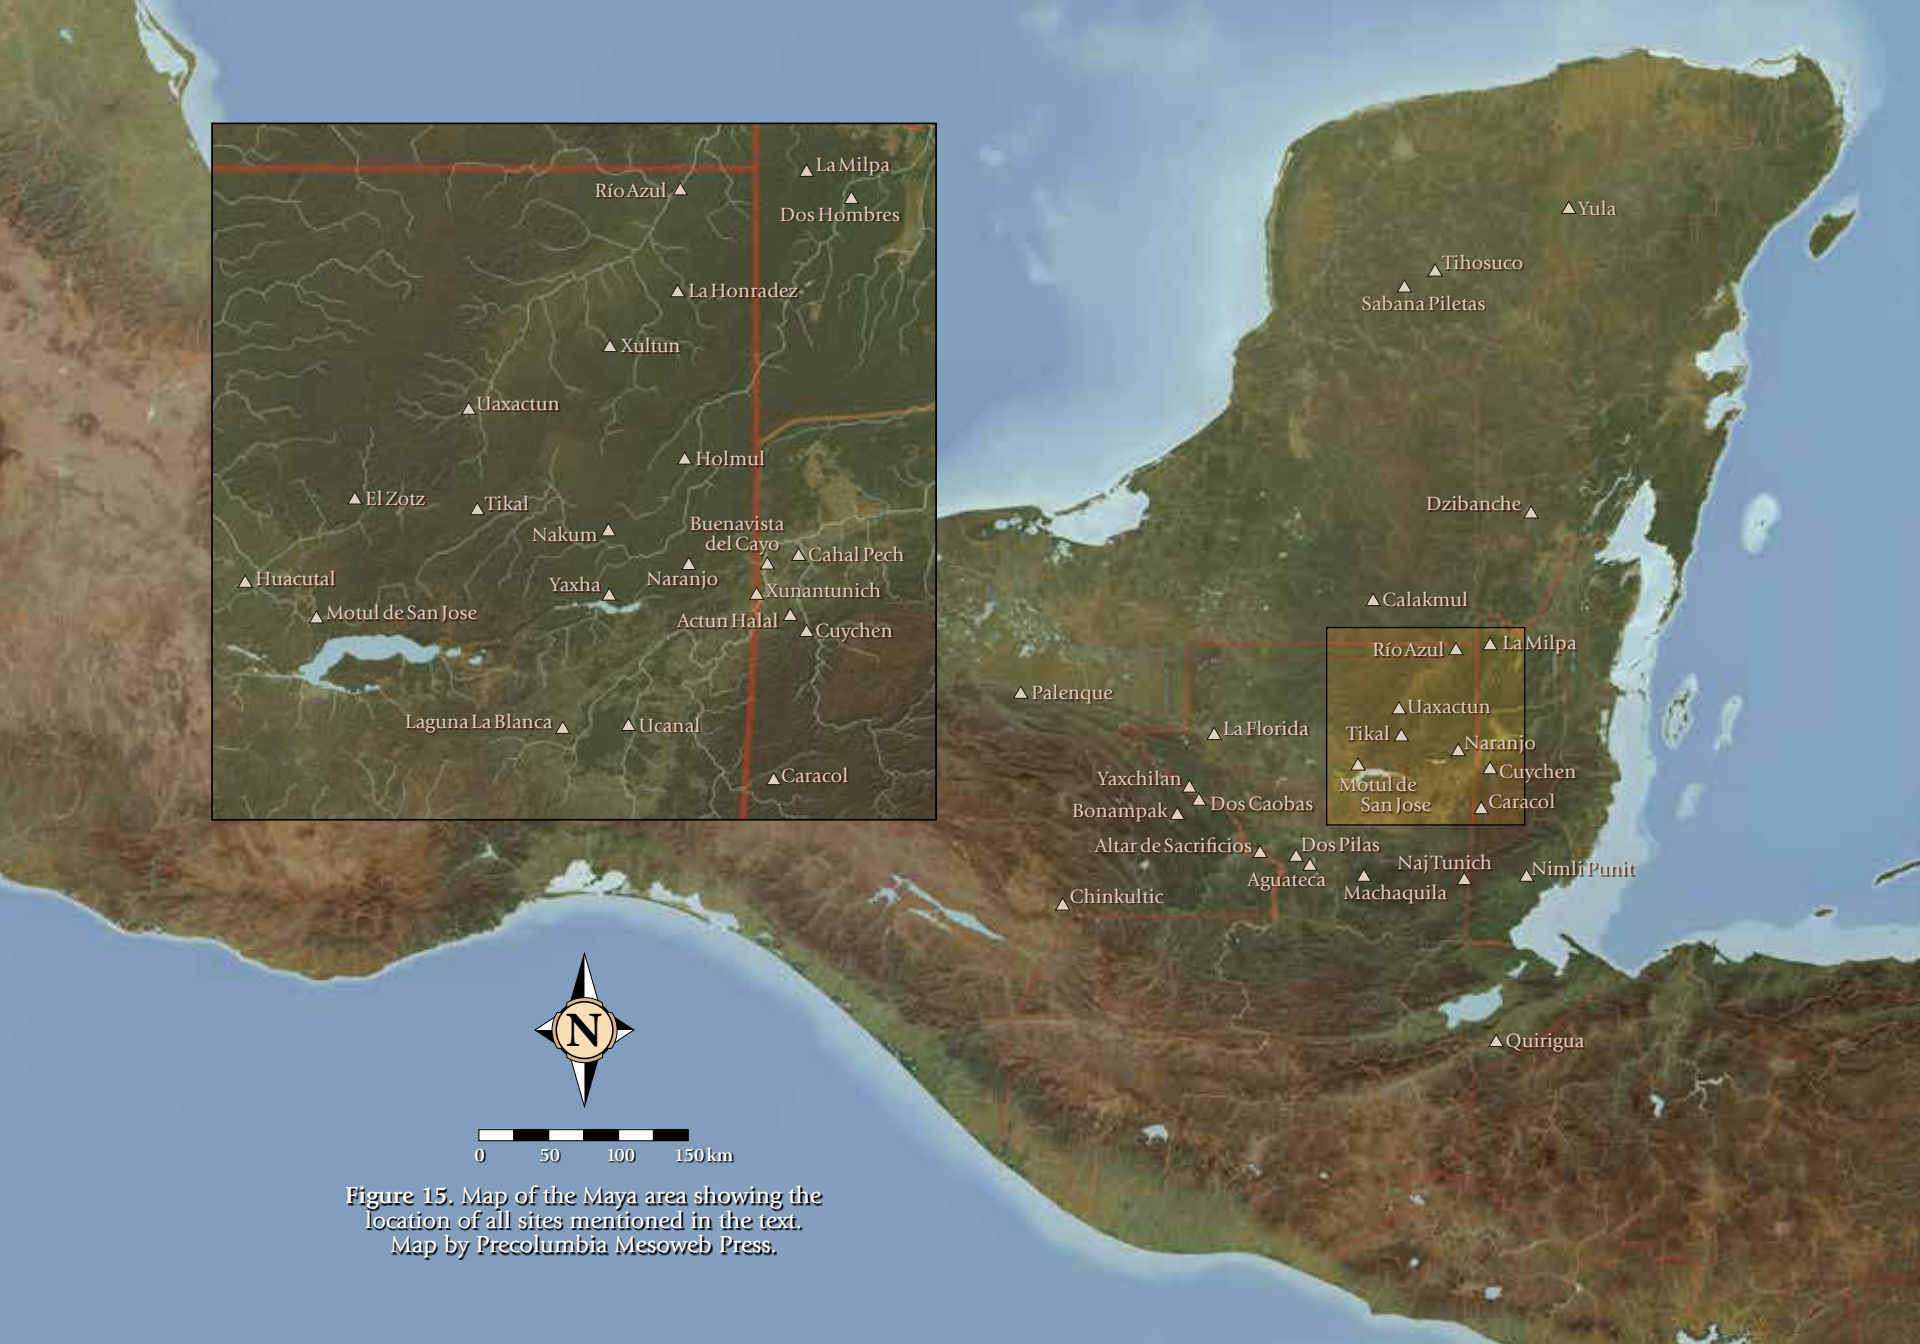 La Milpa
Río Azul
Dos Hombres
La Honradez
Xultun
Uaxactun
Holmul
El Zotz
Tikal
Nakum
Buenavista
del Cayo
Cahal Pech
Huacutal
Yaxha
Naranjo
Xunantunich
Motul de San Jose
Actun Halal
Cuychen
Laguna La Blanca
Ucanal
Caracol
Yula
Tihosuco
Sabana Piletas
Dzibanche
Calakmul
Río Azul
La Milpa
Palenque
Uaxactun
La Florida
Tikal
Naranjo
Yaxchilan
Motul de
San Jose
Cuychen
Dos Caobas
Caracol
Bonampak
Altar de Sacrificios
Dos Pilas
Naj Tunich
Nimli Punit
Aguateca
Machaquila
Chinkultic
Quirigua
N
0 50 100 150 km
Figure 15. Map of the Maya area showing the
location of all sites mentioned in the text.
Map by Precolumbia Mesoweb Press.